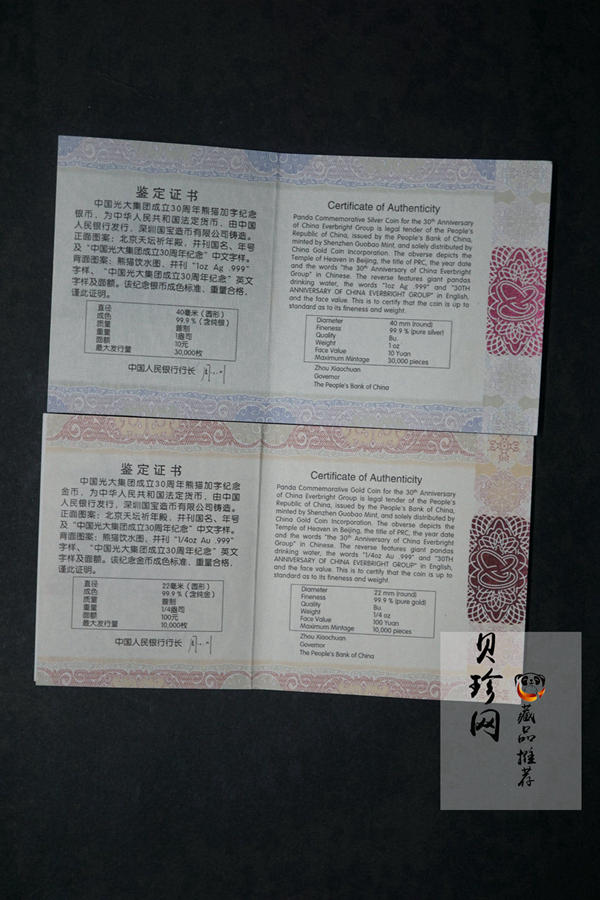 鉴定证书
中国光大集团成立30周年熊猫加字纪念
银币，为中华人民共和国法定货币，由中国
人民银行发行，深圳国宝造币有限公司铸造。
正面图案：北京天坛祈年殿，并刊国名、年号
及“中国光大集团成立30周年纪念”中文字样。
背面图案：熊猫饮水图，并刊“1oz Ag .999”
字样、“中国光大集团成立30周年纪念”英文
字样及面额。该纪念币成色标准、重量合格，
谨此证明。
直径 40毫米（圆形）
成色 99.9％（含纯银）
质量 普制
重量 1盎司
面额 10元
最大发行量 30,000枚
中国人民银行行长
Certificate of Authenticity
Panda Commemorative Silver Coin for the 30th Anniversary
of China Everbright Group is legal tender of the People's
Republic of China, issued by the People's Bank of China,
minted by Shenzhen Guobao Mint, and solely distributed by
China Gold Coin Incorporation. The abverse depicts the
Temple of Heaven in Beijing, the title of PRC, the year date
and the words "the 30th Anniversary of China Everbright
Group" in Chinese. The reverse features giant pandas
drinking water, the words "1oz Ag .999" and "30TH
ANNIVERSARY OF CHINA EVERBRIGHT GROUP" in English,
and the face value. This is to certify that the coin is up to
standard as to its fineness and weight.
Diameter 40 mm (round)
Fineness 99.9 % (pure silver)
Quality Bu.
Weight 1 oz
Face Value 10 Yuan
Maximum Mintage 30,000 pieces
Zhou Xiaochuan
Governor
The People's Bank of China
鉴定证书
中国光大集团成立30周年熊猫加字纪念
金币，为中华人民共和国法定货币，由中国
人民银行发行，深圳国宝造币有限公司铸造。
正面图案：北京天坛祈年殿，并刊国名、年号
及“中国光大集团成立30周年纪念”中文字样。
背面图案：熊猫饮水图，并刊“1/4oz Au .999”
字样、“中国光大集团成立30周年纪念”英文
字样及面额。该纪念币成色标准、重量合格，
谨此证明。
直径 22毫米（圆形）
成色 99.9％（含纯金）
质量 普制
重量 1/4盎司
面额 100元
最大发行量 10,000枚
中国人民银行行长
Certificate of Authenticity
Panda Commemorative Gold Coin for the 30th Anniversary
of China Everbright Group is legal tender of the People's
Republic of China, issued by the People's Bank of China,
minted by Shenzhen Guobao Mint, and solely distributed by
China Gold Coin Incorporation. The abverse depicts the
Temple of Heaven in Beijing, the title of PRC, the year date
and the words "the 30th Anniversary of China Everbright
Group" in Chinese. The reverse features giant pandas
drinking water, the words "1/4oz Au .999" and "30TH
ANNIVERSARY OF CHINA EVERBRIGHT GROUP" in English,
and the face value. This is to certify that the coin is up to
standard as to its fineness and weight.
Diameter 22 mm (round)
Fineness 99.9 % (pure gold)
Quality Bu.
Weight 1/4 oz
Face Value 100 Yuan
Maximum Mintage 10,000 pieces
Zhou Xiaochuan
Governor
The People's Bank of China
贝珍网
藏品推荐